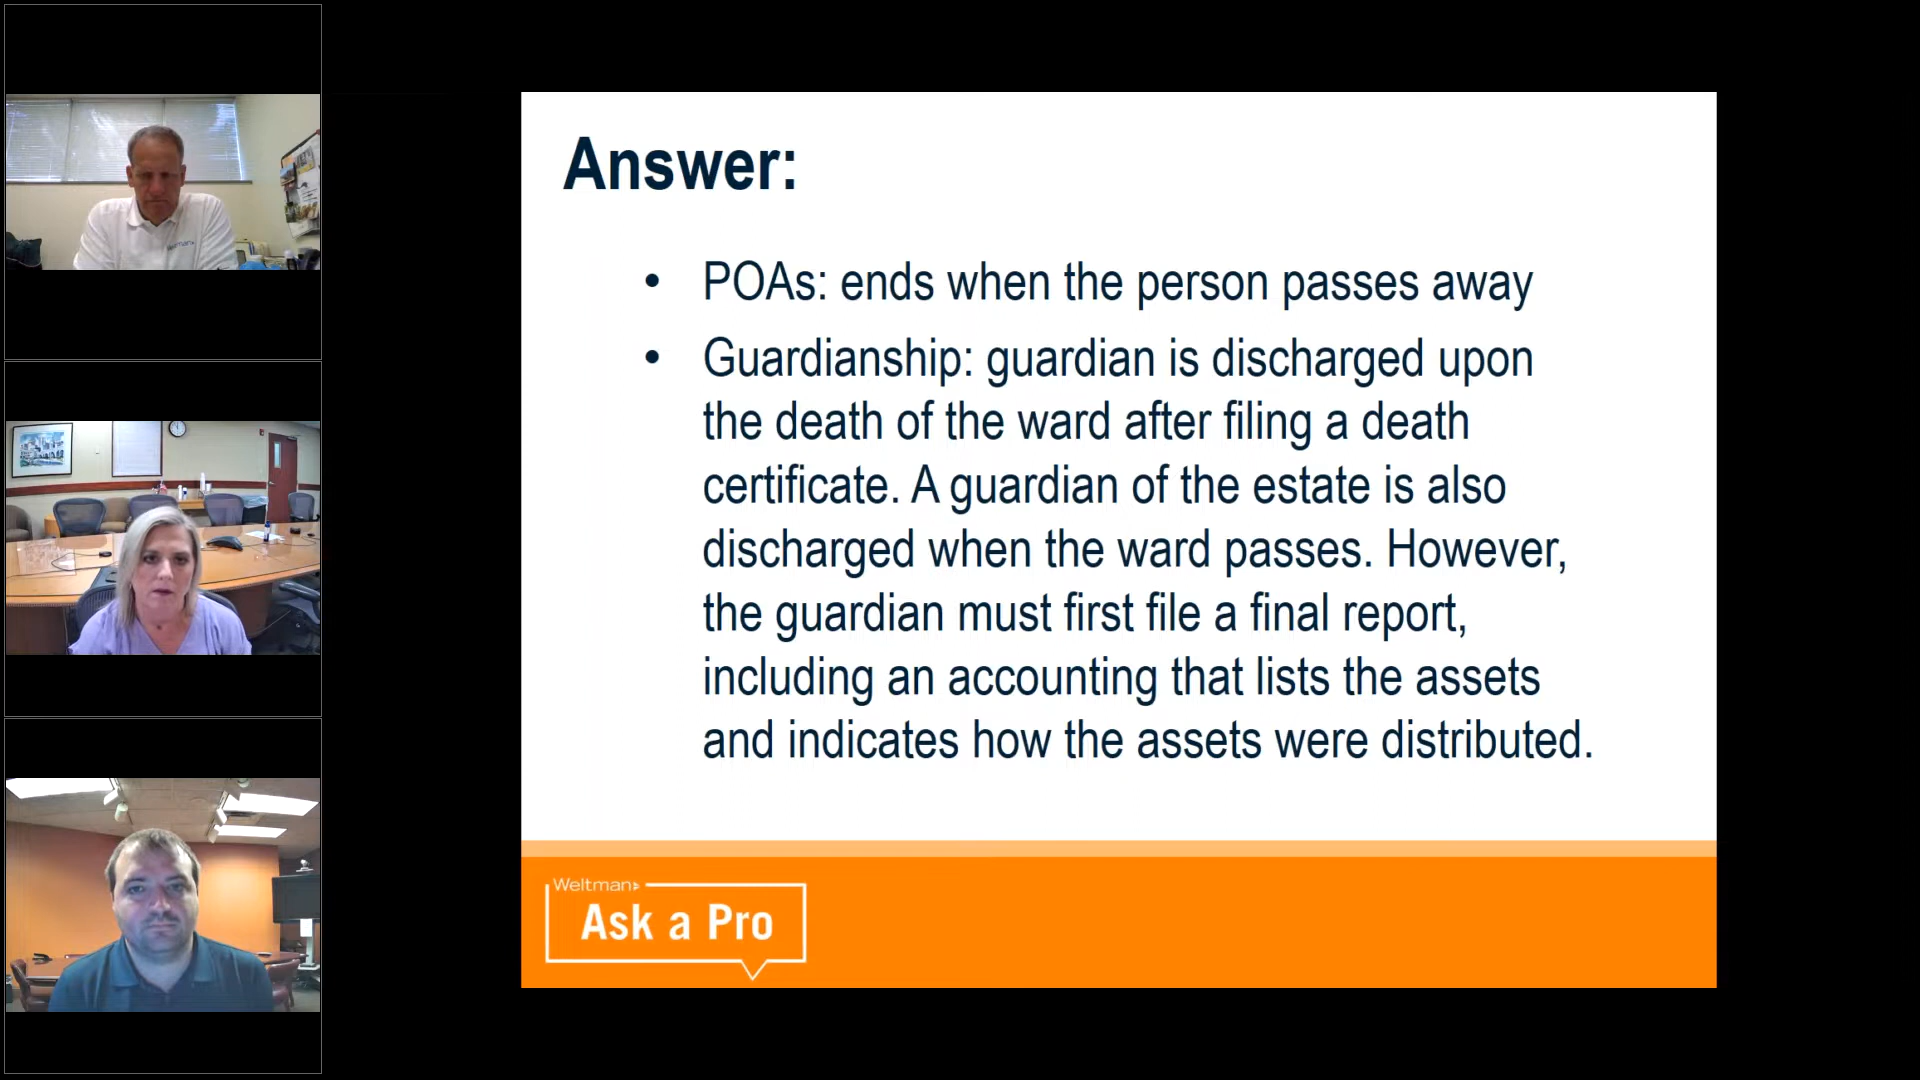 Answer:
• POAs: ends when the person passes away
• Guardianship: guardian is discharged upon
the death of the ward after filing a death
certificate. A guardian of the estate is also
discharged when the ward passes. However,
the guardian must first file a final report,
including an accounting that lists the assets
and indicates how the assets were distributed.
Weltman
Ask a Pro